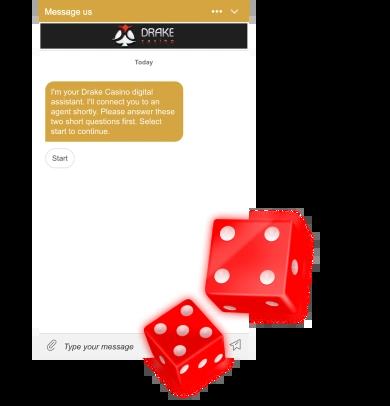 Message us
DRAKE
casino
Today
I'm your Drake Casino digital
assistant. I'll connect you to an
agent shortly. Please answer these
two short questions first. Select
start to continue.
Start
Type your message